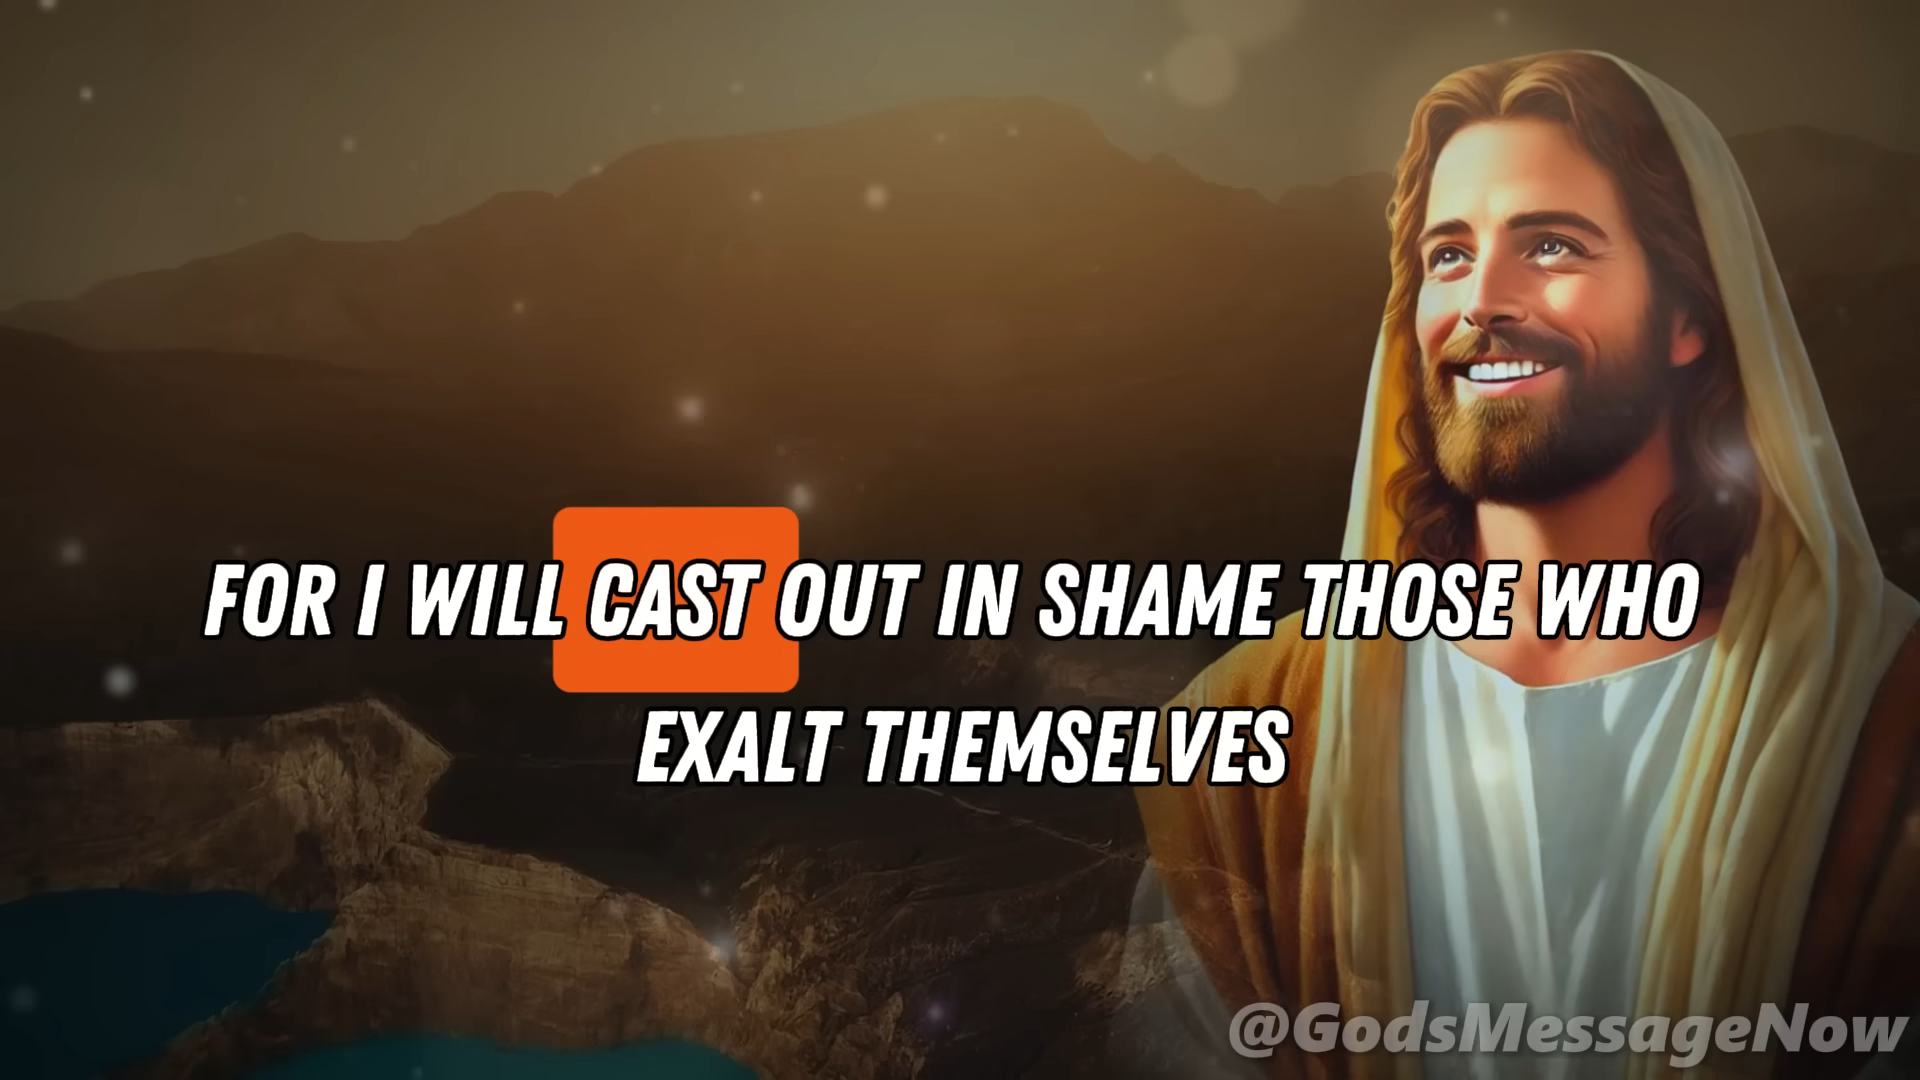 FOR I WILL CAST OUT IN SHAME THOSE WHO
EXALT THEMSELVES
@GodsMessageNow